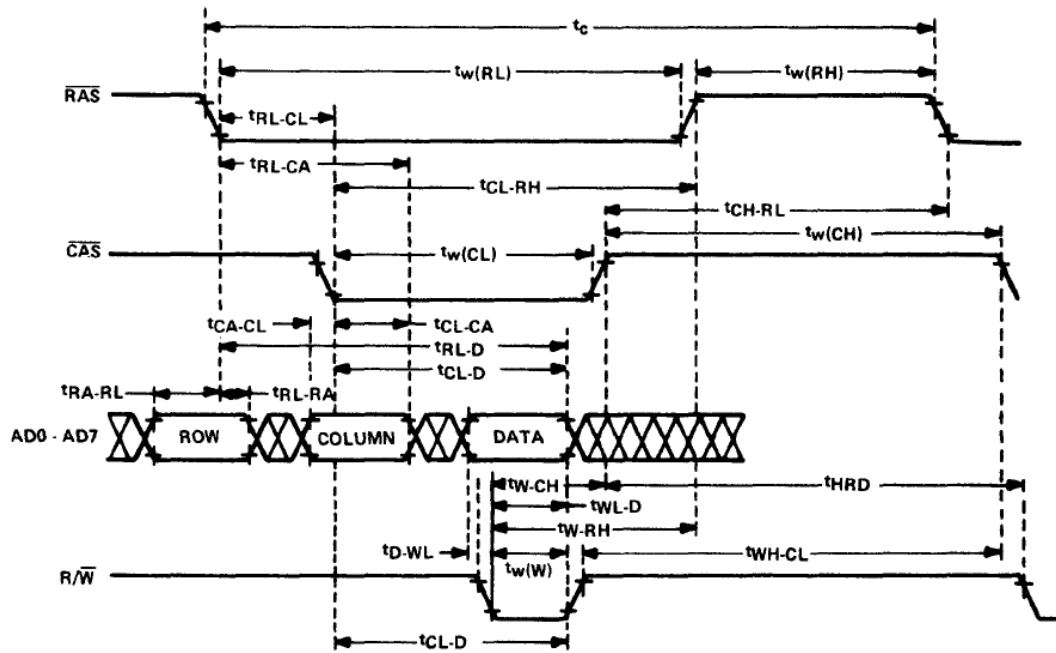 tc
tw(RL)
tw(RH)
RAS
tRL-CL
tRL-CA
tCL-RH
tCH-RL
tw(CH)
CAS
tw(CL)
tCA-CL
tCL-CA
tRL-D
tCL-D
tRA-RL
tRL-RA
AD0 - AD7
ROW
COLUMN
DATA
tW-CH
tHRD
tWL-D
tW-RH
tD-WL
tw(W)
tWH-CL
R/W
tCL-D